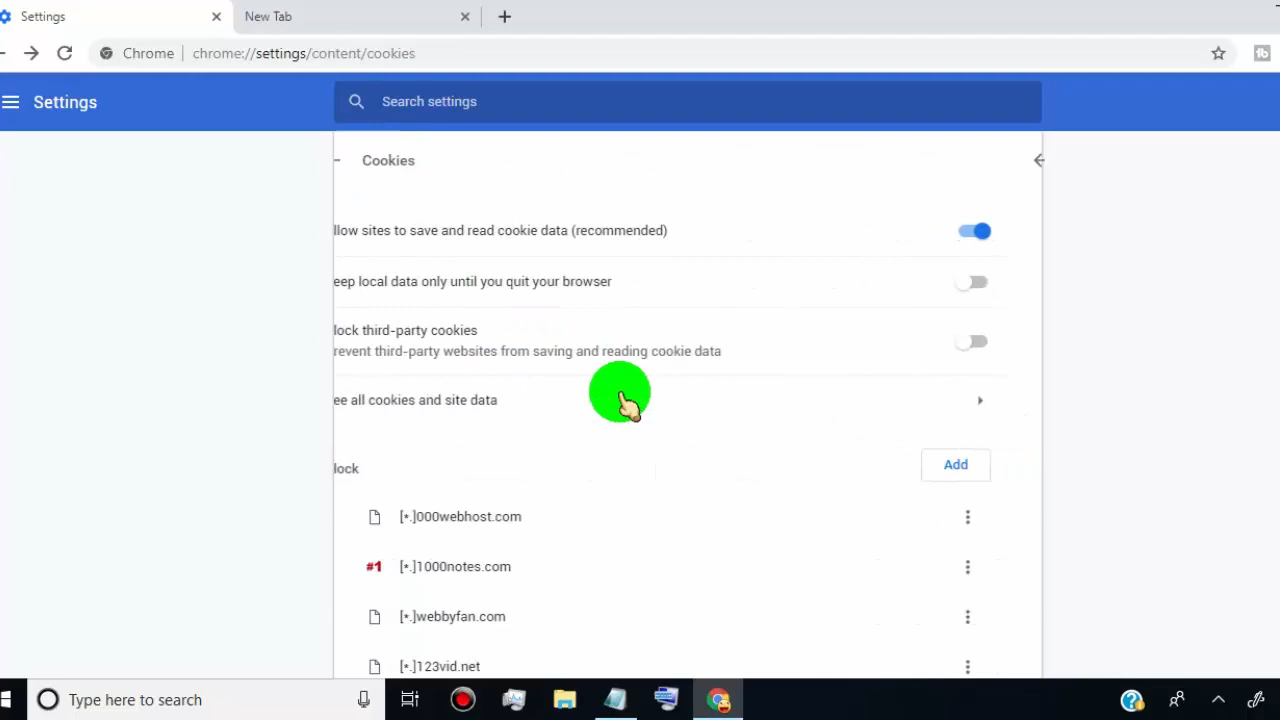 Settings
New Tab
Chrome chrome://settings/content/cookies
Settings
Search settings
Cookies
llow sites to save and read cookie data (recommended)
eep local data only until you quit your browser
lock third-party cookies
revent third-party websites from saving and reading cookie data
ee all cookies and site data
lock
Add
[*.]000webhost.com
#1 [*.]1000notes.com
[*.]webbyfan.com
[*.]123vid.net
Type here to search